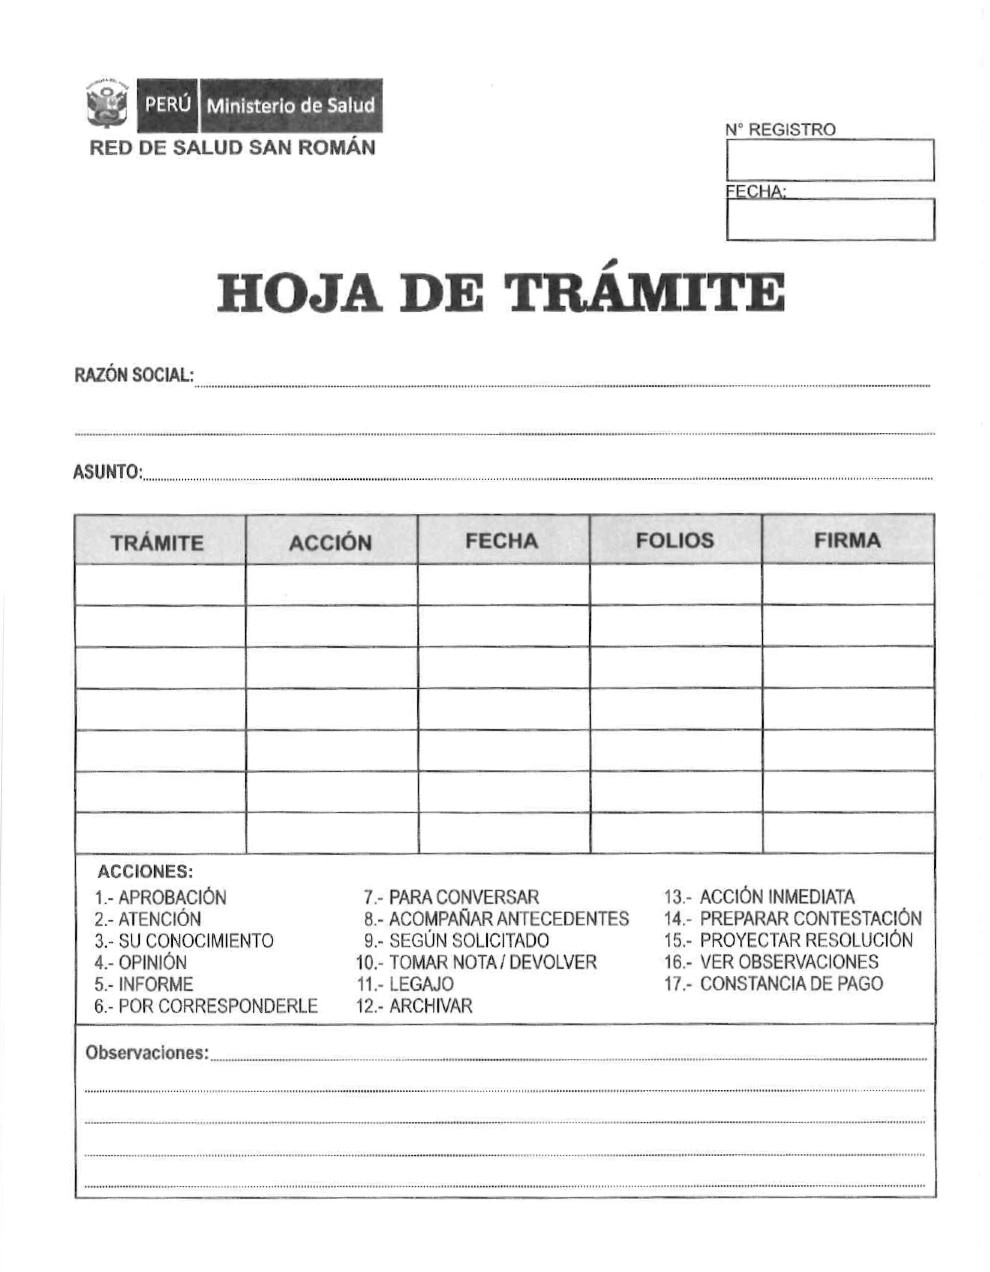 PERÚ Ministerio de Salud
RED DE SALUD SAN ROMÁN
N° REGISTRO
FECHA:
HOJA DE TRÁMITE
RAZÓN SOCIAL:
ASUNTO:
TRÁMITE ACCIÓN FECHA FOLIOS FIRMA
ACCIONES:
1.- APROBACIÓN 7.- PARA CONVERSAR 13.- ACCIÓN INMEDIATA
2.- ATENCIÓN 8.- ACOMPAÑAR ANTECEDENTES 14.- PREPARAR CONTESTACIÓN
3.- SU CONOCIMIENTO 9.- SEGÚN SOLICITADO 15.- PROYECTAR RESOLUCIÓN
4.- OPINIÓN 10.- TOMAR NOTA / DEVOLVER 16.- VER OBSERVACIONES
5.- INFORME 11.- LEGAJO 17.- CONSTANCIA DE PAGO
6.- POR CORRESPONDERLE 12.- ARCHIVAR
Observaciones: